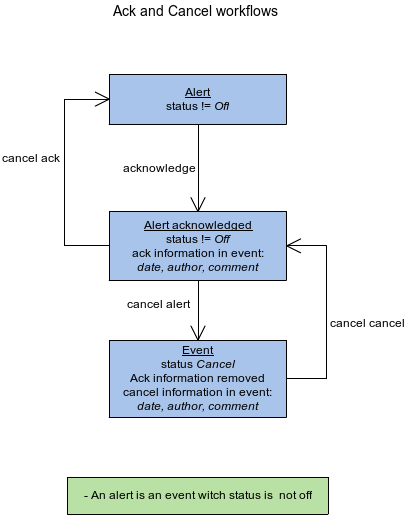 Ack and Cancel workflows
Alert
status != Off
cancel ack
acknowledge
Alert acknowledged
status != Off
ack information in event:
date, author, comment
cancel alert
cancel cancel
Event
status Cancel
Ack information removed
cancel information in event:
date, author, comment
- An alert is an event witch status is  not off